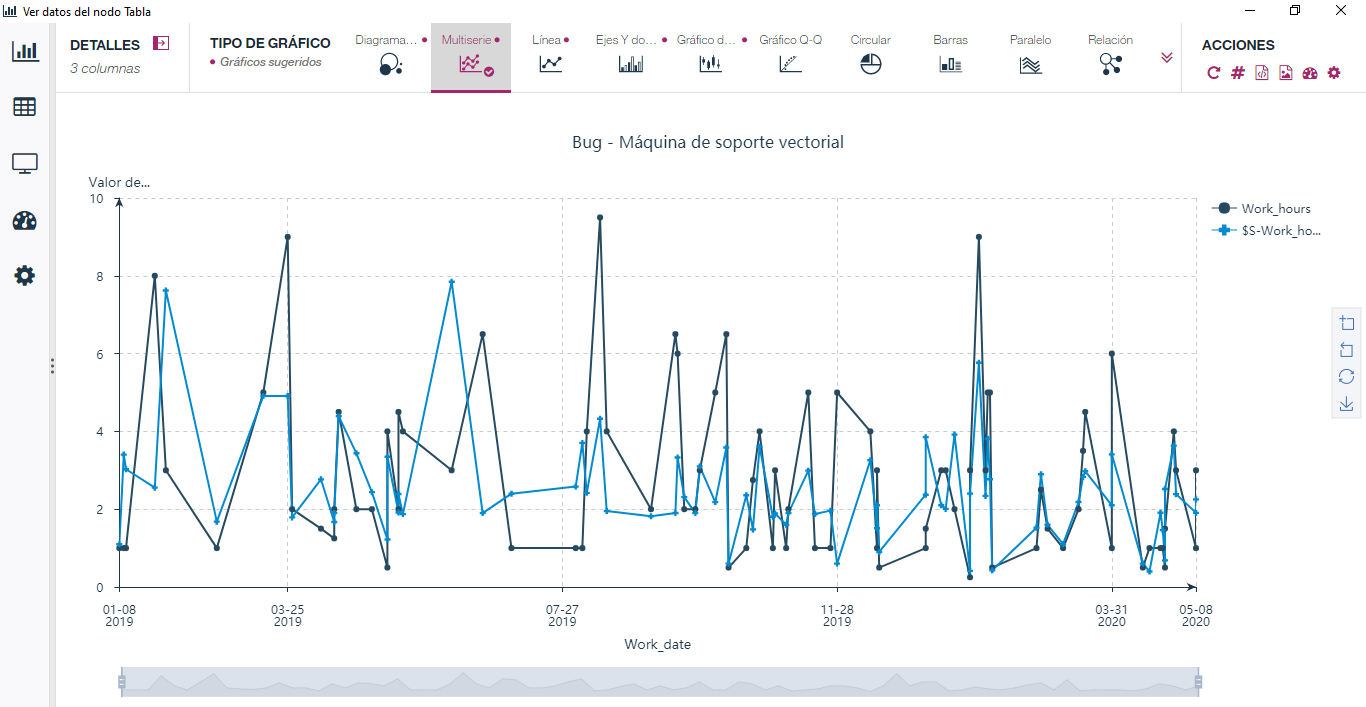 Ver datos del nodo Tabla
DETALLES
3 columnas
TIPO DE GRÁFICO
Gráficos sugeridos
Diagrama...
Multiserie
Línea
Ejes Y do...
Gráfico d...
Gráfico Q-Q
Circular
Barras
Paralelo
Relación
ACCIONES
Bug - Máquina de soporte vectorial
Valor de...
10
8
6
4
2
0
01-08
2019
03-25
2019
07-27
2019
11-28
2019
03-31
2020
05-08
2020
Work_date
Work_hours
$S-Work_ho...